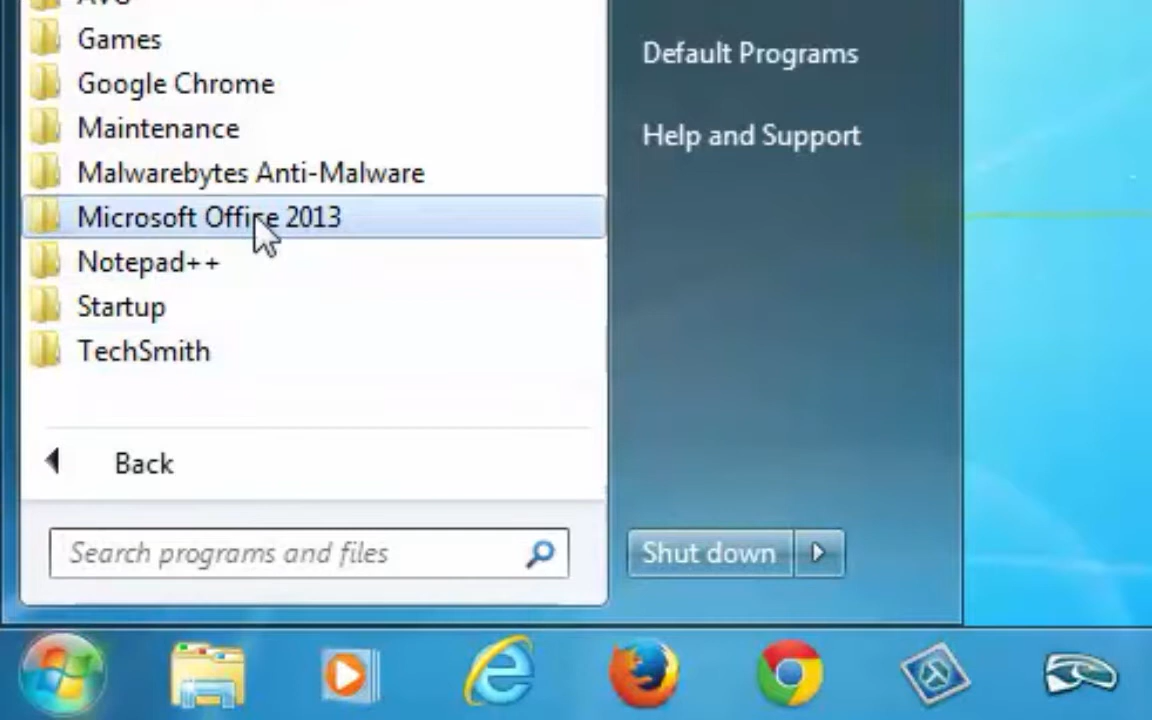 AVG
Games
Google Chrome
Maintenance
Malwarebytes Anti-Malware
Microsoft Office 2013
Notepad++
Startup
TechSmith
Back
Search programs and files
Default Programs
Help and Support
Shut down